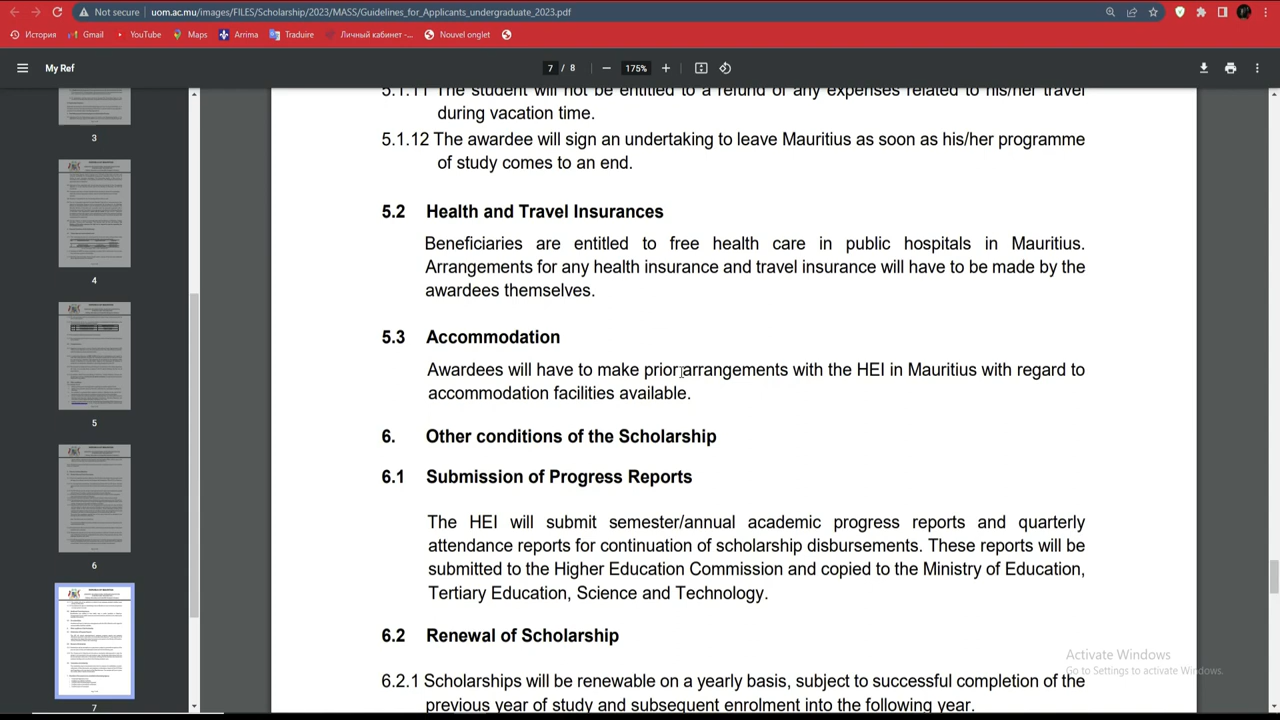 Not secure uom.ac.mu/images/FILES/Scholarship/2023/MASS/Guidelines_for_Applicants_undergraduate_2023.pdf
История Gmail YouTube Maps Arrima Traduire Личный кабинет -... Nouvel onglet
My Ref 7 / 8 175%
5.1.11 The student will not be entitled to a refund of any expenses related to his/her travel
during vacation time.
5.1.12 The awardee will sign an undertaking to leave Mauritius as soon as his/her programme
of study comes to an end.
5.2 Health and Travel Insurances
Beneficiaries are entitled to free health care in public hospitals in Mauritius.
Arrangements for any health insurance and travel insurance will have to be made by the
awardees themselves.
5.3 Accommodation
Awardees will have to make prior arrangements with the HEI in Mauritius with regard to
accommodation facilities available.
6. Other conditions of the Scholarship
6.1 Submission of Progress Reports
The HEI will submit semester/annual academic progress reports and quarterly
attendance reports for continuation of scholarship disbursements. These reports will be
submitted to the Higher Education Commission and copied to the Ministry of Education,
Tertiary Education, Science and Technology.
6.2 Renewal of Scholarship
6.2.1 Scholarships will be renewable on a yearly basis subject to successful completion of the
previous year of study and subsequent enrolment into the following year.
3
4
5
6
7
Activate Windows
Go to Settings to activate Windows.